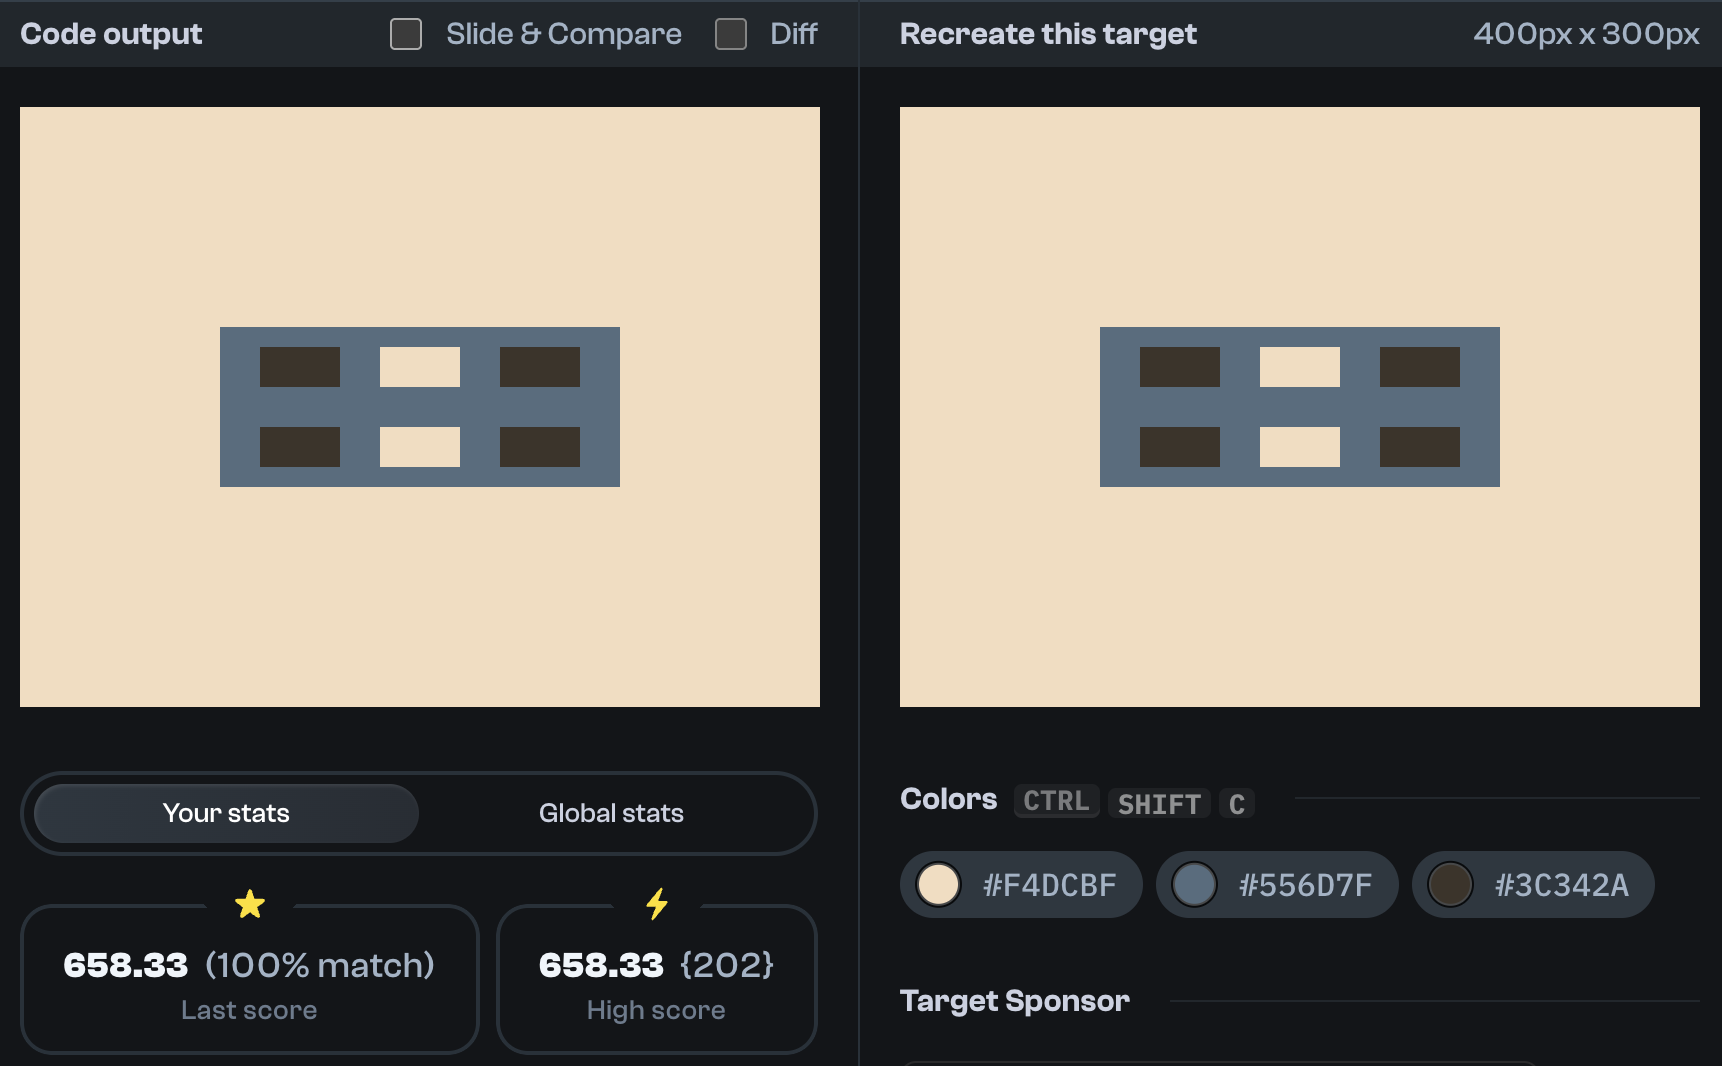 Code output
Slide & Compare
Diff
Your stats
Global stats
658.33 (100% match)
Last score
658.33 {202}
High score
Recreate this target
400px x 300px
Colors CTRL SHIFT C
#F4DCBF
#556D7F
#3C342A
Target Sponsor